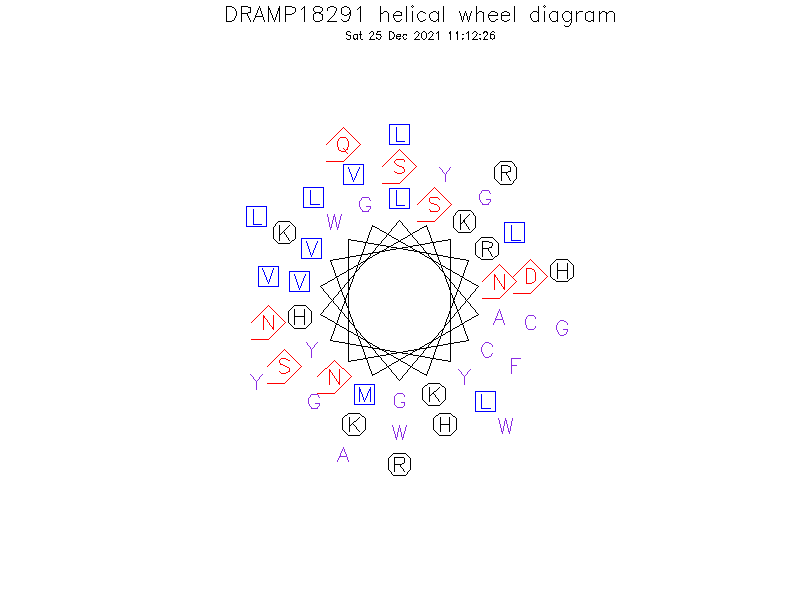 DRAMP18291 helical wheel diagram
Sat 25 Dec 2021 11:12:26
L
Q
S
V Y R
L G L S G
L W K
K L
V R
V V N D H
N H A C G
Y C
S F
Y N Y
G M G K L
K W H W
A
R